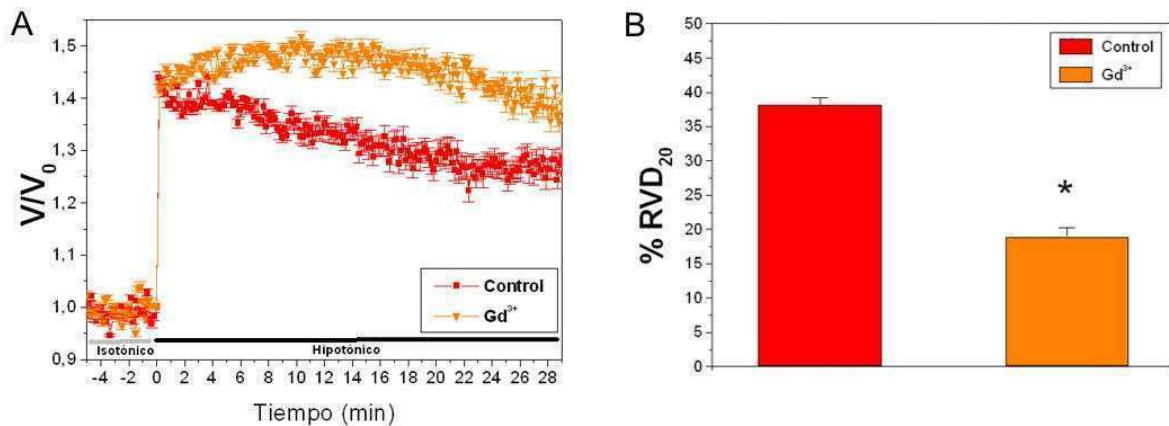 A
V/V0
1,5
1,4
1,3
1,2
1,1
1,0
0,9
Control
Gd3+
Isotónico
Hipotónico
-4 -2 0 2 4 6 8 10 12 14 16 18 20 22 24 26 28
Tiempo (min)
B
% RVD20
50
45
40
35
30
25
20
15
10
5
0
Control
Gd3+
*